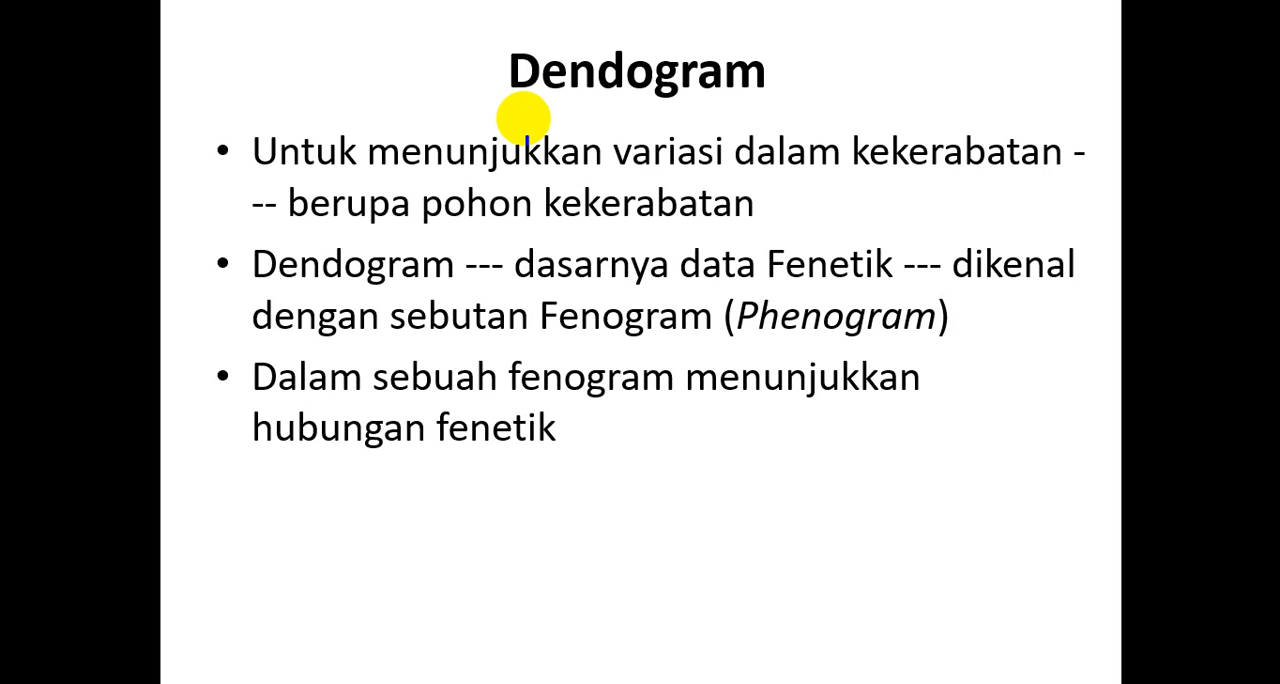 Dendogram
• Untuk menunjukkan variasi dalam kekerabatan -
-- berupa pohon kekerabatan
• Dendogram --- dasarnya data Fenetik --- dikenal
dengan sebutan Fenogram (Phenogram)
• Dalam sebuah fenogram menunjukkan
hubungan fenetik